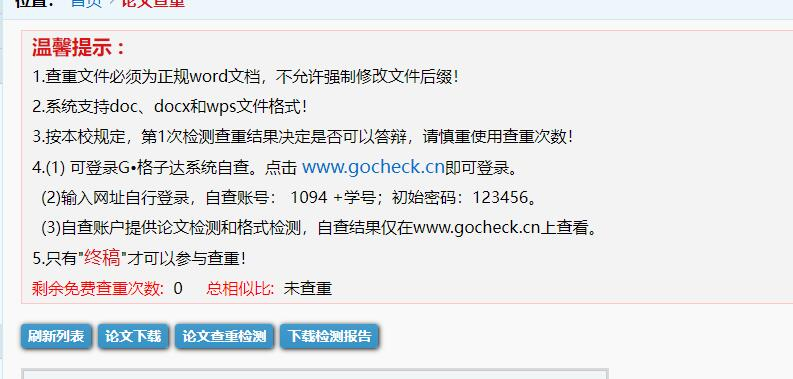 位置： 首页 > 论文查重
温馨提示：
1.查重文件必须为正规word文档，不允许强制修改文件后缀！
2.系统支持doc、docx和wps文件格式！
3.按本校规定，第1次检测查重结果决定是否可以答辩，请慎重使用查重次数！
4.(1) 可登录G•格子达系统自查。点击 www.gocheck.cn即可登录。
(2)输入网址自行登录，自查账号： 1094 +学号；初始密码：123456。
(3)自查账户提供论文检测和格式检测，自查结果仅在www.gocheck.cn上查看。
5.只有"终稿"才可以参与查重！
剩余免费查重次数: 0 总相似比: 未查重
刷新列表 论文下载 论文查重检测 下载检测报告